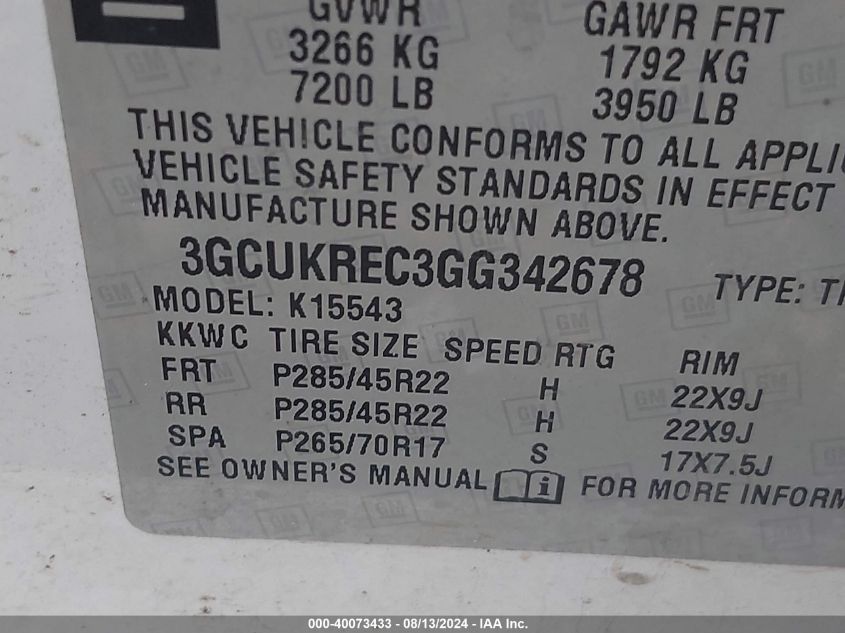 GVWR GAWR FRT
3266 KG 1792 KG
7200 LB 3950 LB
THIS VEHICLE CONFORMS TO ALL APPLI
VEHICLE SAFETY STANDARDS IN EFFECT
MANUFACTURE SHOWN ABOVE.
3GCUKREC3GG342678 TYPE: T
MODEL: K15543
KKWC TIRE SIZE SPEED RTG RIM
FRT P285/45R22 H 22X9J
RR P285/45R22 H 22X9J
SPA P265/70R17 S 17X7.5J
SEE OWNER'S MANUAL i FOR MORE INFORM
000-40073433 - 08/13/2024 - IAA Inc.